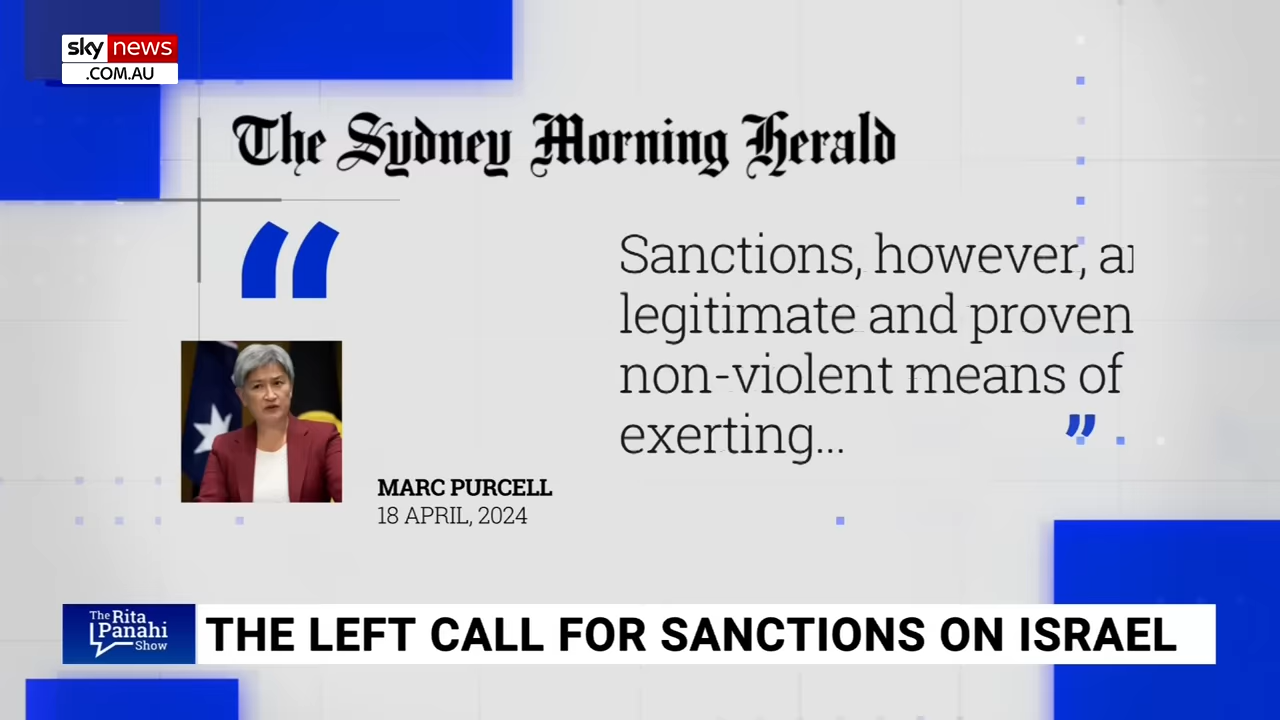 sky news
.COM.AU
The Sydney Morning Herald
“
Sanctions, however, ar
legitimate and proven
non-violent means of
exerting...
”
MARC PURCELL
18 APRIL, 2024
The Rita
Panahi
Show
THE LEFT CALL FOR SANCTIONS ON ISRAEL